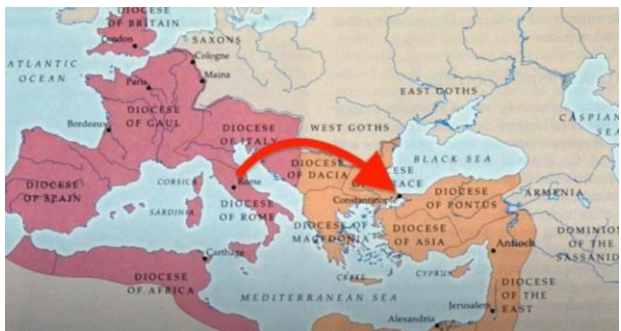 DIOCESE
OF BRITAIN
London
SAXONS
ATLANTIC
OCEAN
Cologne
Mainz
Paris
EAST GOTHS
CASPIAN
SEA
DIOCESE
OF GAUL
Bordeaux
DIOCESE
OF ITALY
WEST GOTHS
BLACK SEA
DIOCESE
OF DACIA
DIOCESE
OF SPAIN
CORSICA
Rome
Constantinople
DIOCESE
OF PONTUS
ARMENIA
SARDINIA
DIOCESE
OF ROME
DIOCESE OF
MACEDONIA
DIOCESE
OF ASIA
DOMINION
OF THE
SASSANIDS
Carthage
Antioch
DIOCESE
OF AFRICA
CRETE
CYPRUS
DIOCESE
OF THE
EAST
MEDITERRANEAN SEA
Jerusalem
Alexandria